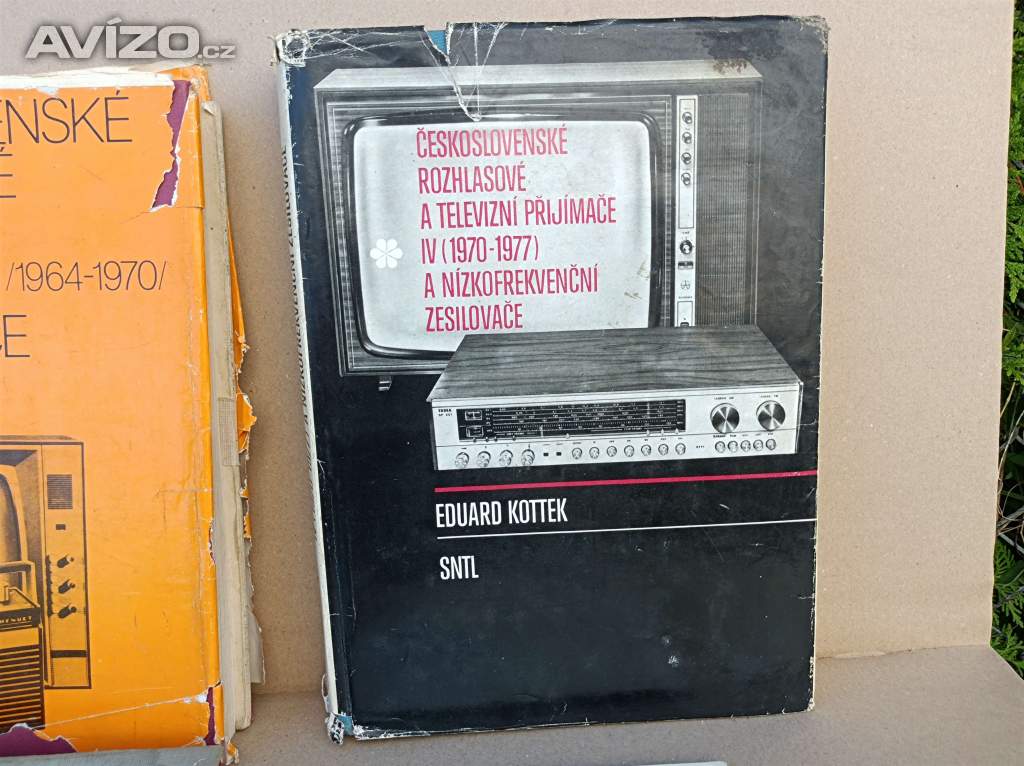 AVÍZO.cz
ENSKÉ
É
/1964-1970/
CE
ČESKOSLOVENSKÉ
ROZHLASOVÉ
A TELEVIZNÍ PŘIJÍMAČE
IV (1970-1977)
A NÍZKOFREKVENČNÍ
ZESILOVAČE
EDUARD KOTTEK
SNTL